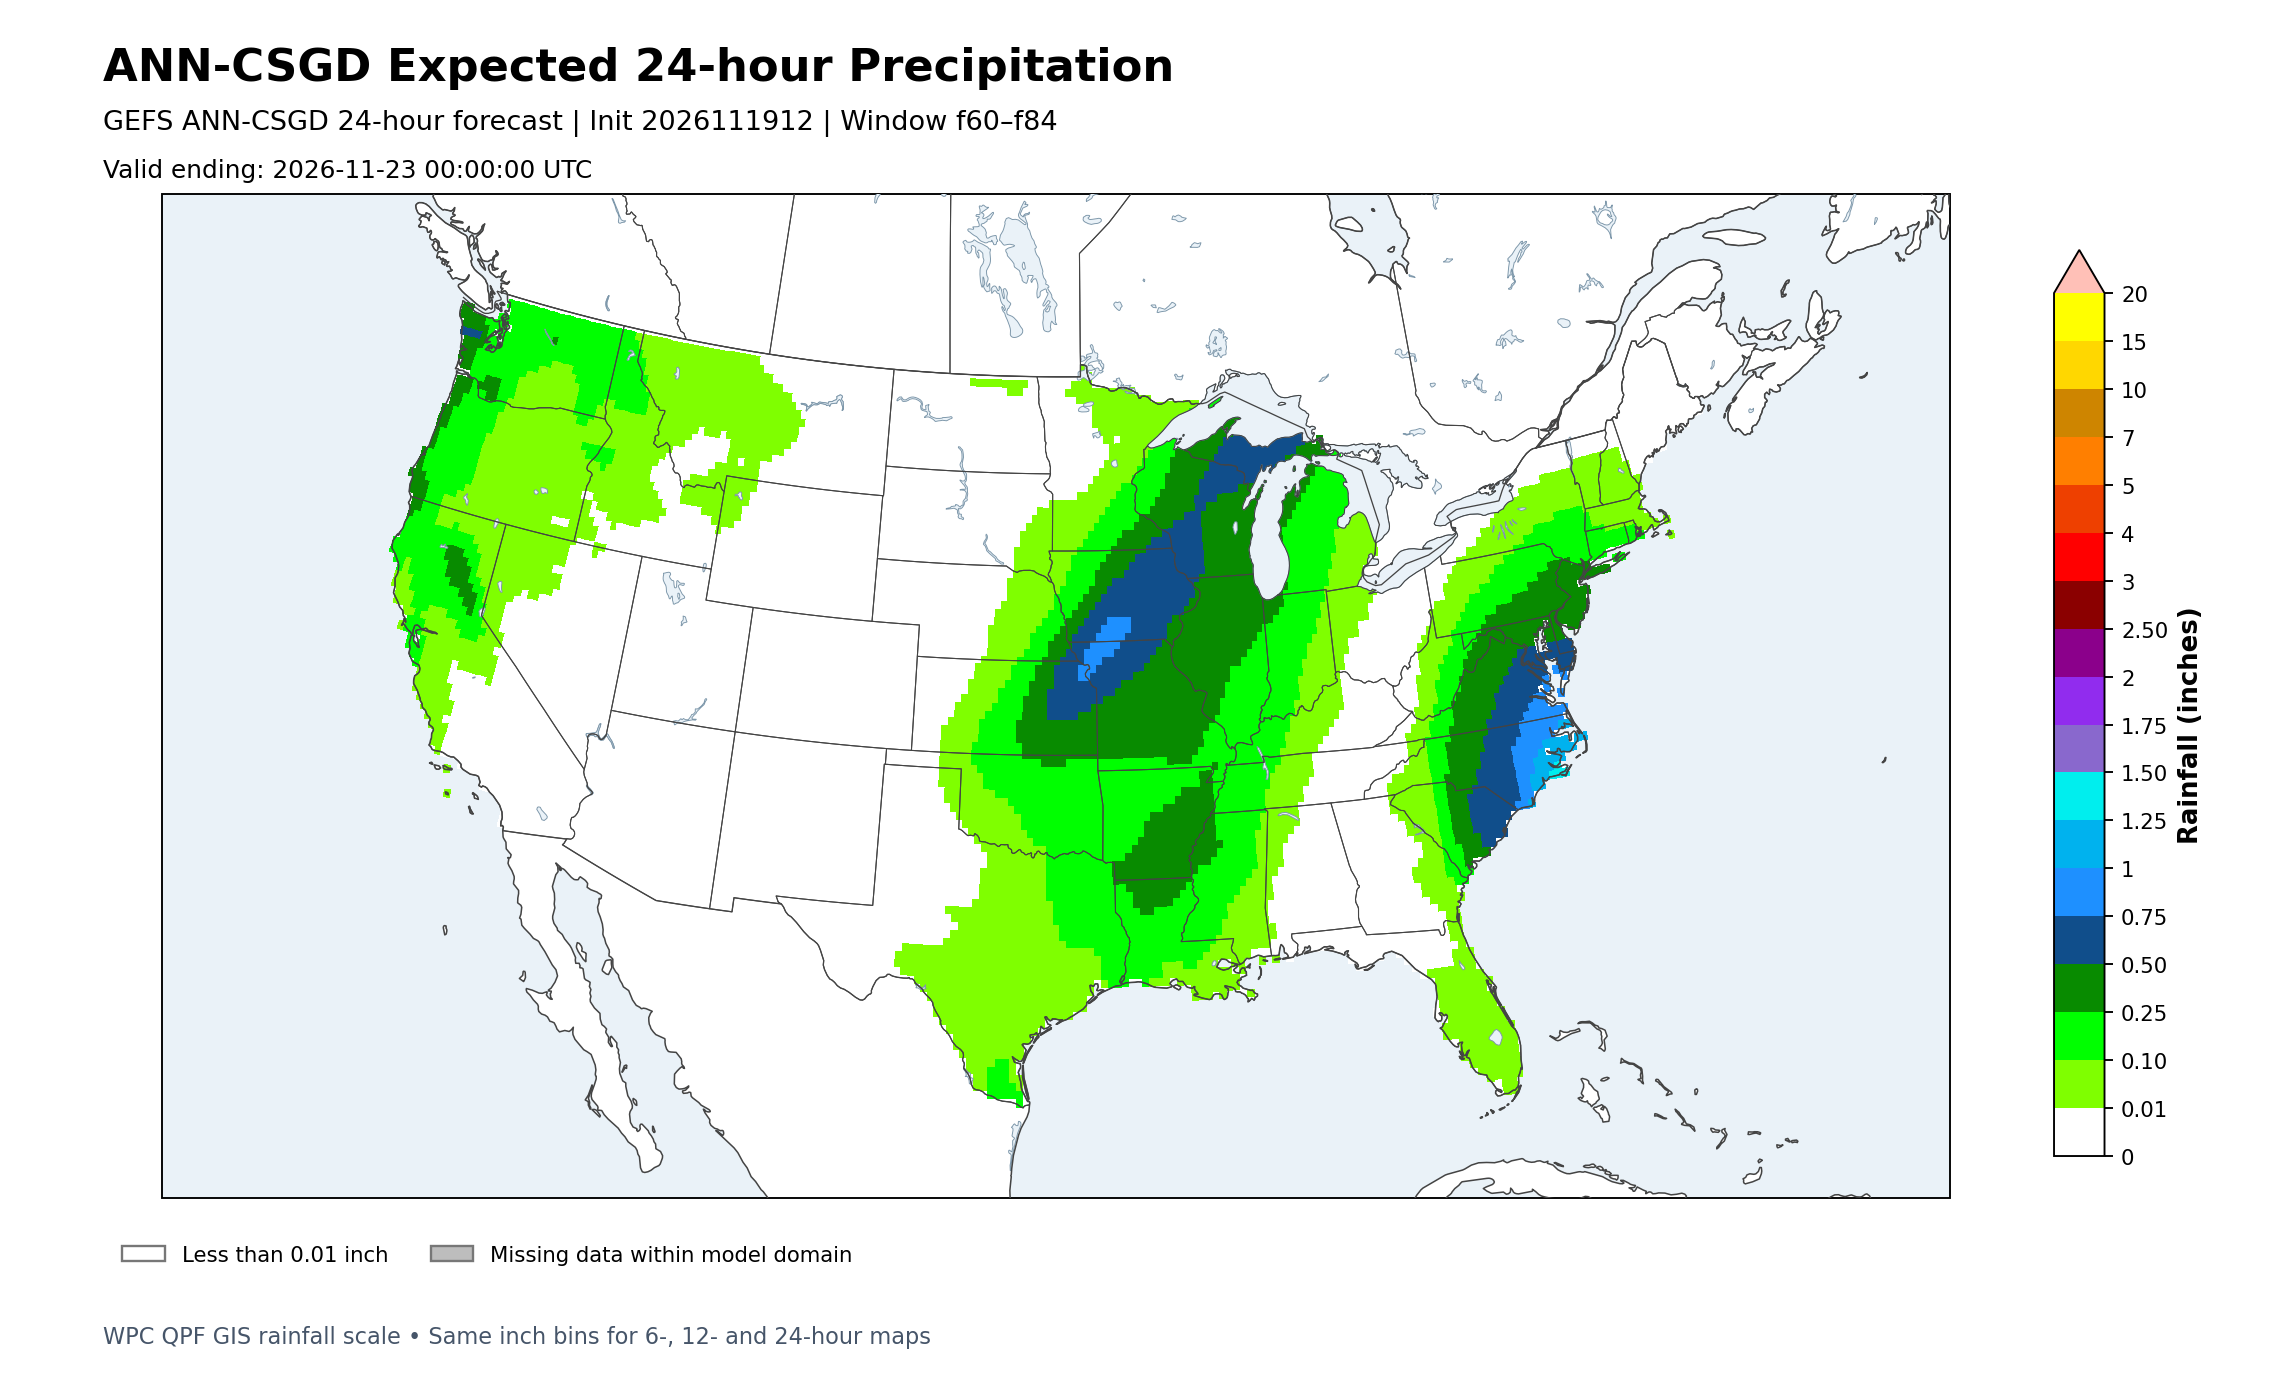 ANN-CSGD Expected 24-hour Precipitation
GEFS ANN-CSGD 24-hour forecast | Init 2026111912 | Window f60–f84
Valid ending: 2026-11-23 00:00:00 UTC
20
15
10
7
5
4
3
2.50
2
1.75
1.50
1.25
1
0.75
0.50
0.25
0.10
0.01
0
Rainfall (inches)
Less than 0.01 inch
Missing data within model domain
WPC QPF GIS rainfall scale • Same inch bins for 6-, 12- and 24-hour maps